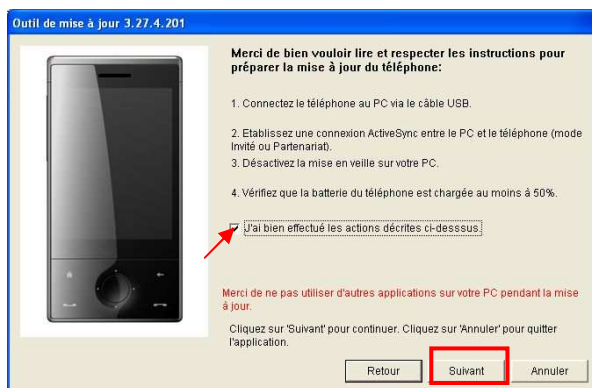 Outil de mise à jour 3.27.4.201
Merci de bien vouloir lire et respecter les instructions pour
préparer la mise à jour du téléphone:
1. Connectez le téléphone au PC via le câble USB.
2. Etablissez une connexion ActiveSync entre le PC et le téléphone (mode
Invité ou Partenariat).
3. Désactivez la mise en veille sur votre PC.
4. Vérifiez que la batterie du téléphone est chargée au moins à 50%.
J'ai bien effectué les actions décrites ci-desssus.
Merci de ne pas utiliser d'autres applications sur votre PC pendant la mise
à jour.
Cliquez sur 'Suivant' pour continuer. Cliquez sur 'Annuler' pour quitter
l'application.
Retour Suivant Annuler